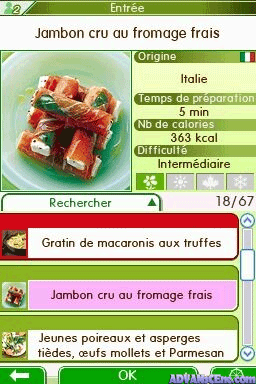 2
Entrée
Jambon cru au fromage frais
Origine
Italie
Temps de préparation
5 min
Nb de calories
363 kcal
Difficulté
Intermédiaire
Rechercher
18/67
Gratin de macaronis aux truffes
Jambon cru au fromage frais
Jeunes poireaux et asperges
tièdes, œufs mollets et Parmesan
OK
ADVANSCENE.com